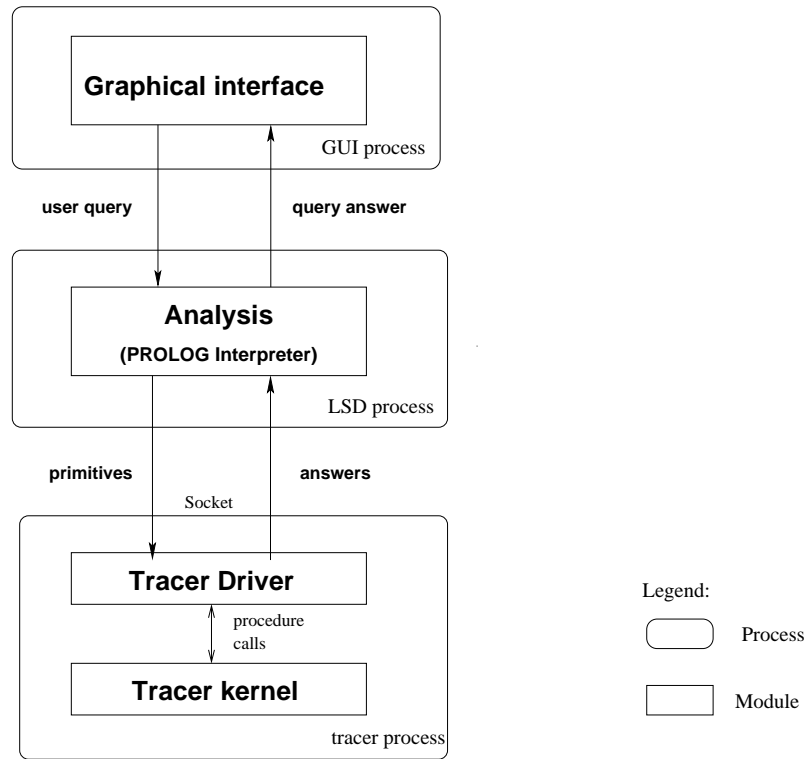 Graphical interface
GUI process
user query
query answer
Analysis
(PROLOG Interpreter)
LSD process
primitives
answers
Socket
Tracer Driver
procedure
calls
Tracer kernel
tracer process
Legend:
Process
Module